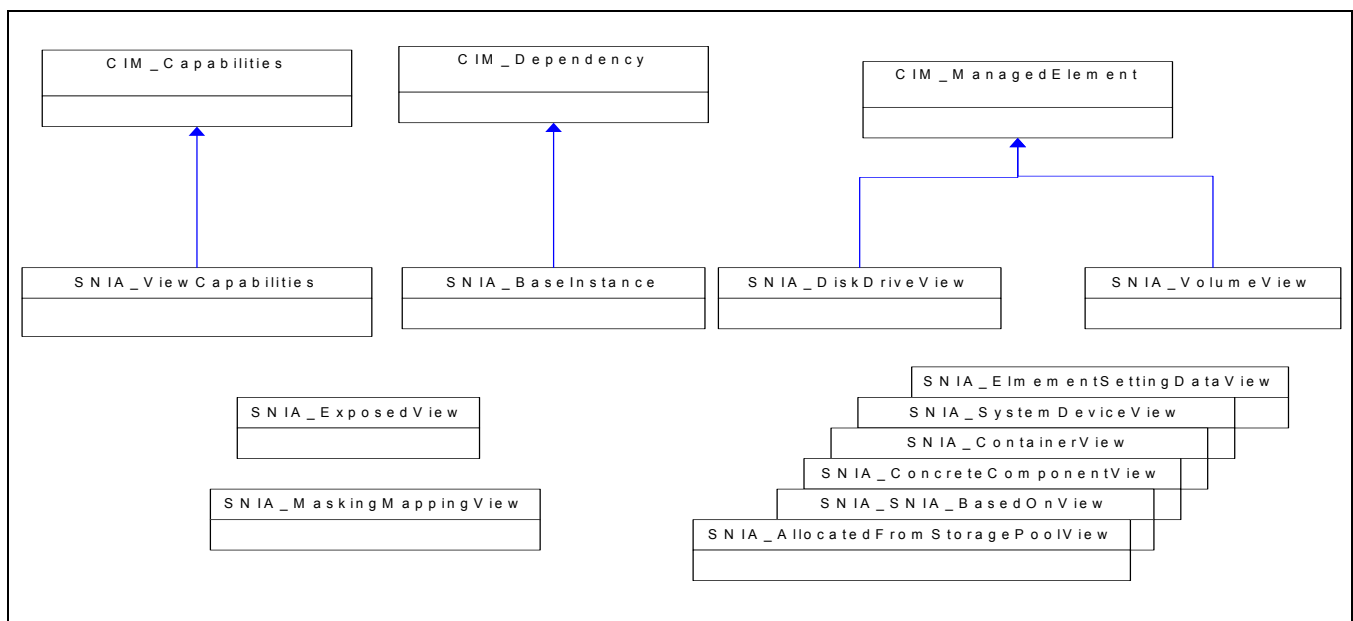 CIM_Capabilities
CIM_Dependency
CIM_ManagedElement
SNIA_ViewCapabilities
SNIA_BaseInstance
SNIA_DiskDriveView
SNIA_VolumeView
SNIA_ElmementSettingDataView
SNIA_ExposedView
SNIA_SystemDeviceView
SNIA_ContainerView
SNIA_ConcreteComponentView
SNIA_MaskingMappingView
SNIA_SNIA_BasedOnView
SNIA_AllocatedFromStoragePoolView